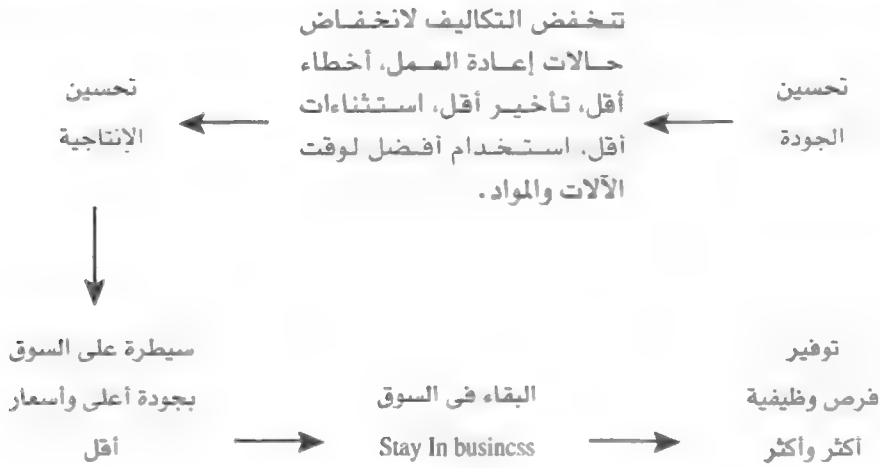 تحسين
الجودة
تنخفض التكاليف لانخفاض
حالات إعادة العمل، أخطاء
أقل، تأخير أقل، استثناءات
أقل، استخدام أفضل لوقت
الآلات والمواد.
تحسين
الإنتاجية
سيطرة على السوق
بجودة أعلى وأسعار
أقل
البقاء فى السوق
Stay In business
توفير
فرص وظيفية
أكثر وأكثر